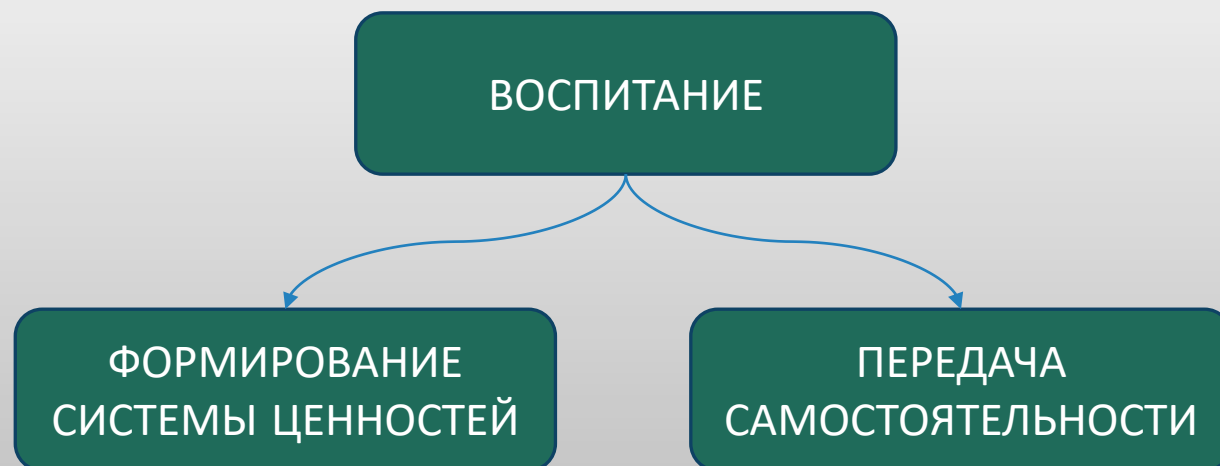 ВОСПИТАНИЕ
ФОРМИРОВАНИЕ
СИСТЕМЫ ЦЕННОСТЕЙ
ПЕРЕДАЧА
САМОСТОЯТЕЛЬНОСТИ